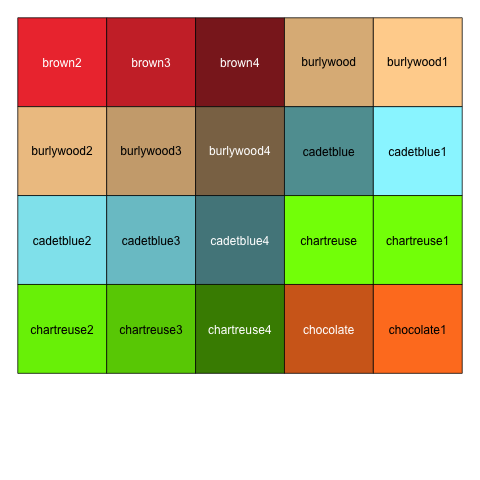 brown2 brown3 brown4 burlywood burlywood1
burlywood2 burlywood3 burlywood4 cadetblue cadetblue1
cadetblue2 cadetblue3 cadetblue4 chartreuse chartreuse1
chartreuse2 chartreuse3 chartreuse4 chocolate chocolate1